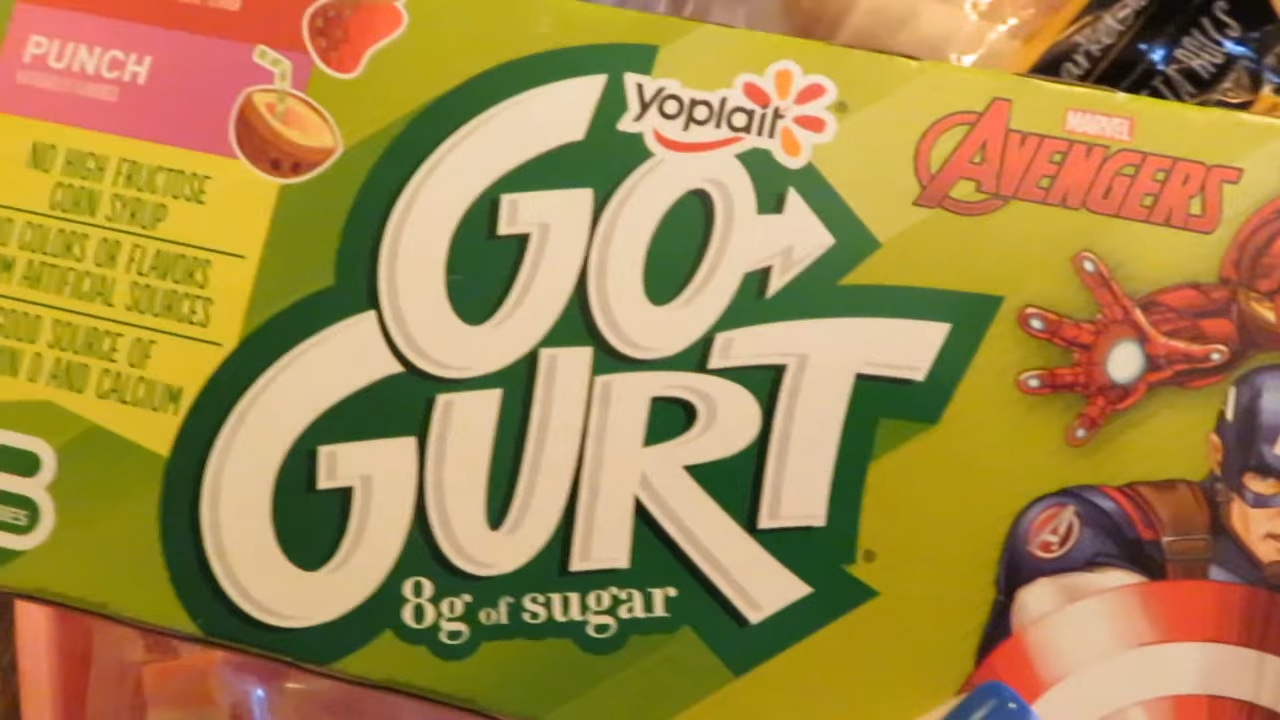 PUNCH
NO HIGH FRUCTOSE
CORN SYRUP
COLORS OR FLAVORS
ARTIFICIAL SOURCES
SOURCE OF
D AND CALCIUM
yoplait
GO
GURT
8g of sugar
MARVEL
AVENGERS